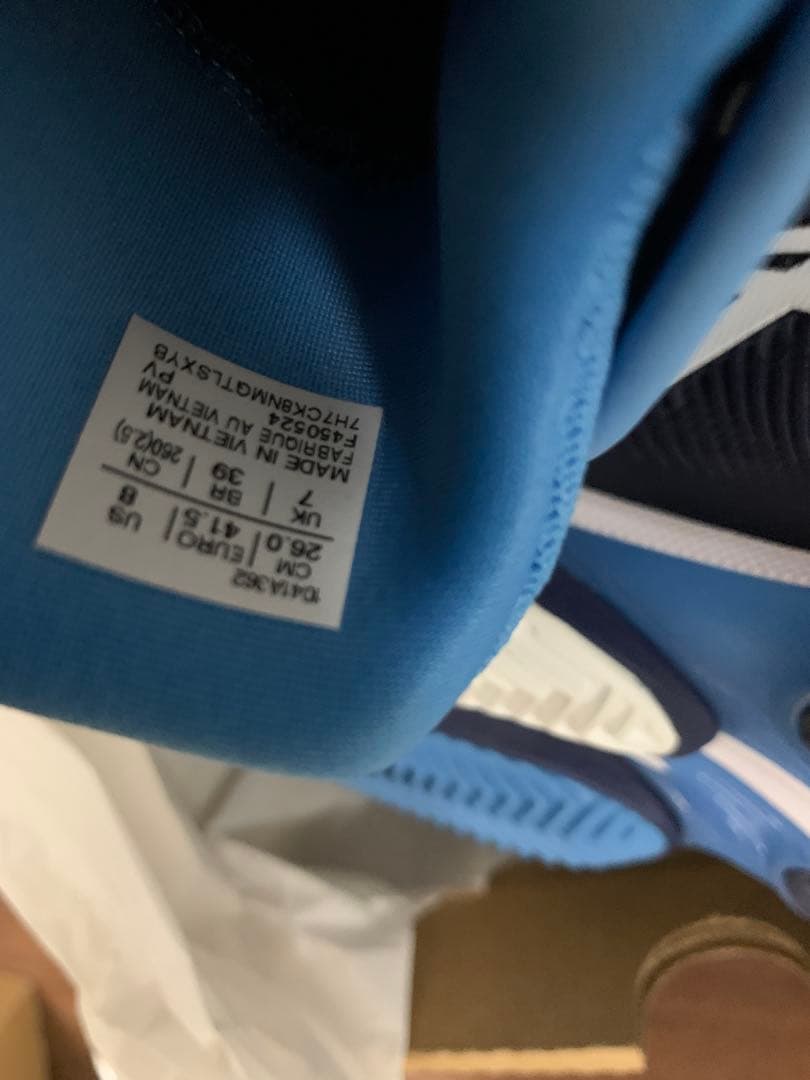 1041A362
CM | EURO | US
26.0 | 41.5 | 8
UK | BR | CN
7 | 39 | 260(2.5)
MADE IN VIETNAM
FABRIQUE AU VIETNAM
F450524 PV
7H7CK8NMQTLSXYB